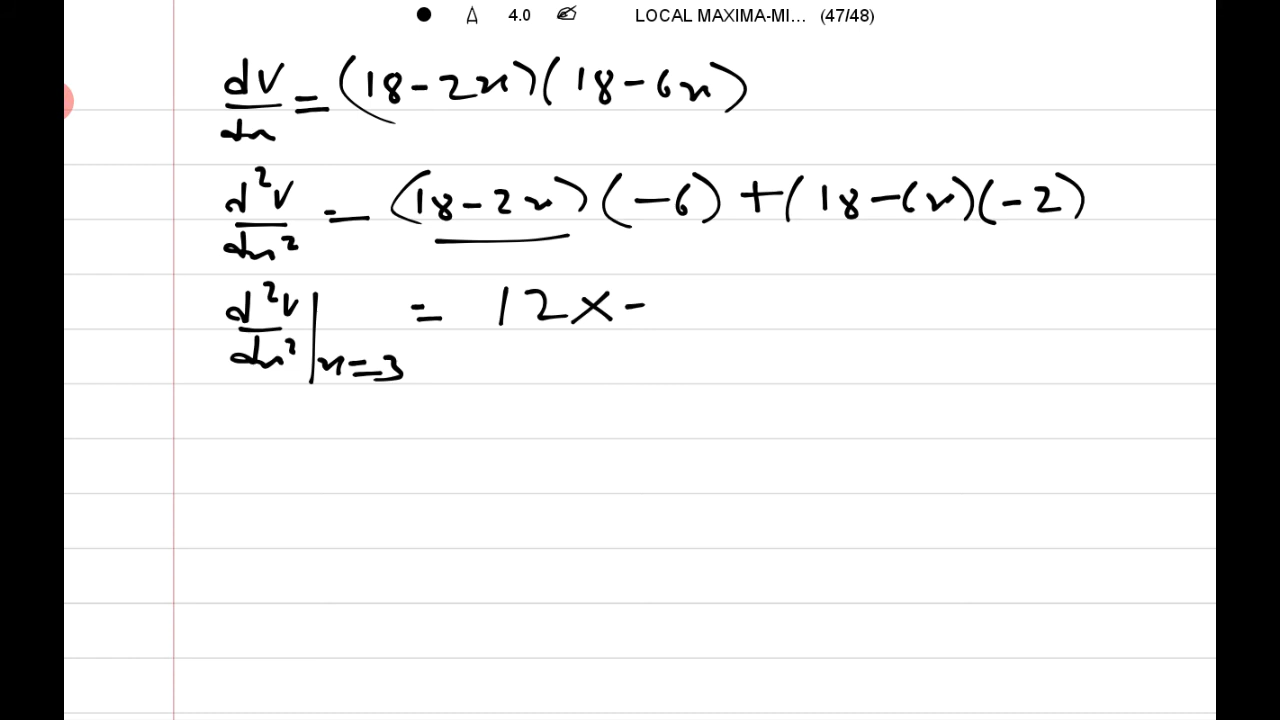 4.0 LOCAL MAXIMA-MI... (47/48)
dV/dx = (18-2x)(18-6x)
d²V/dx² = (18-2x)(-6)+(18-6x)(-2)
d²V/dx²|x=3 = 12×-